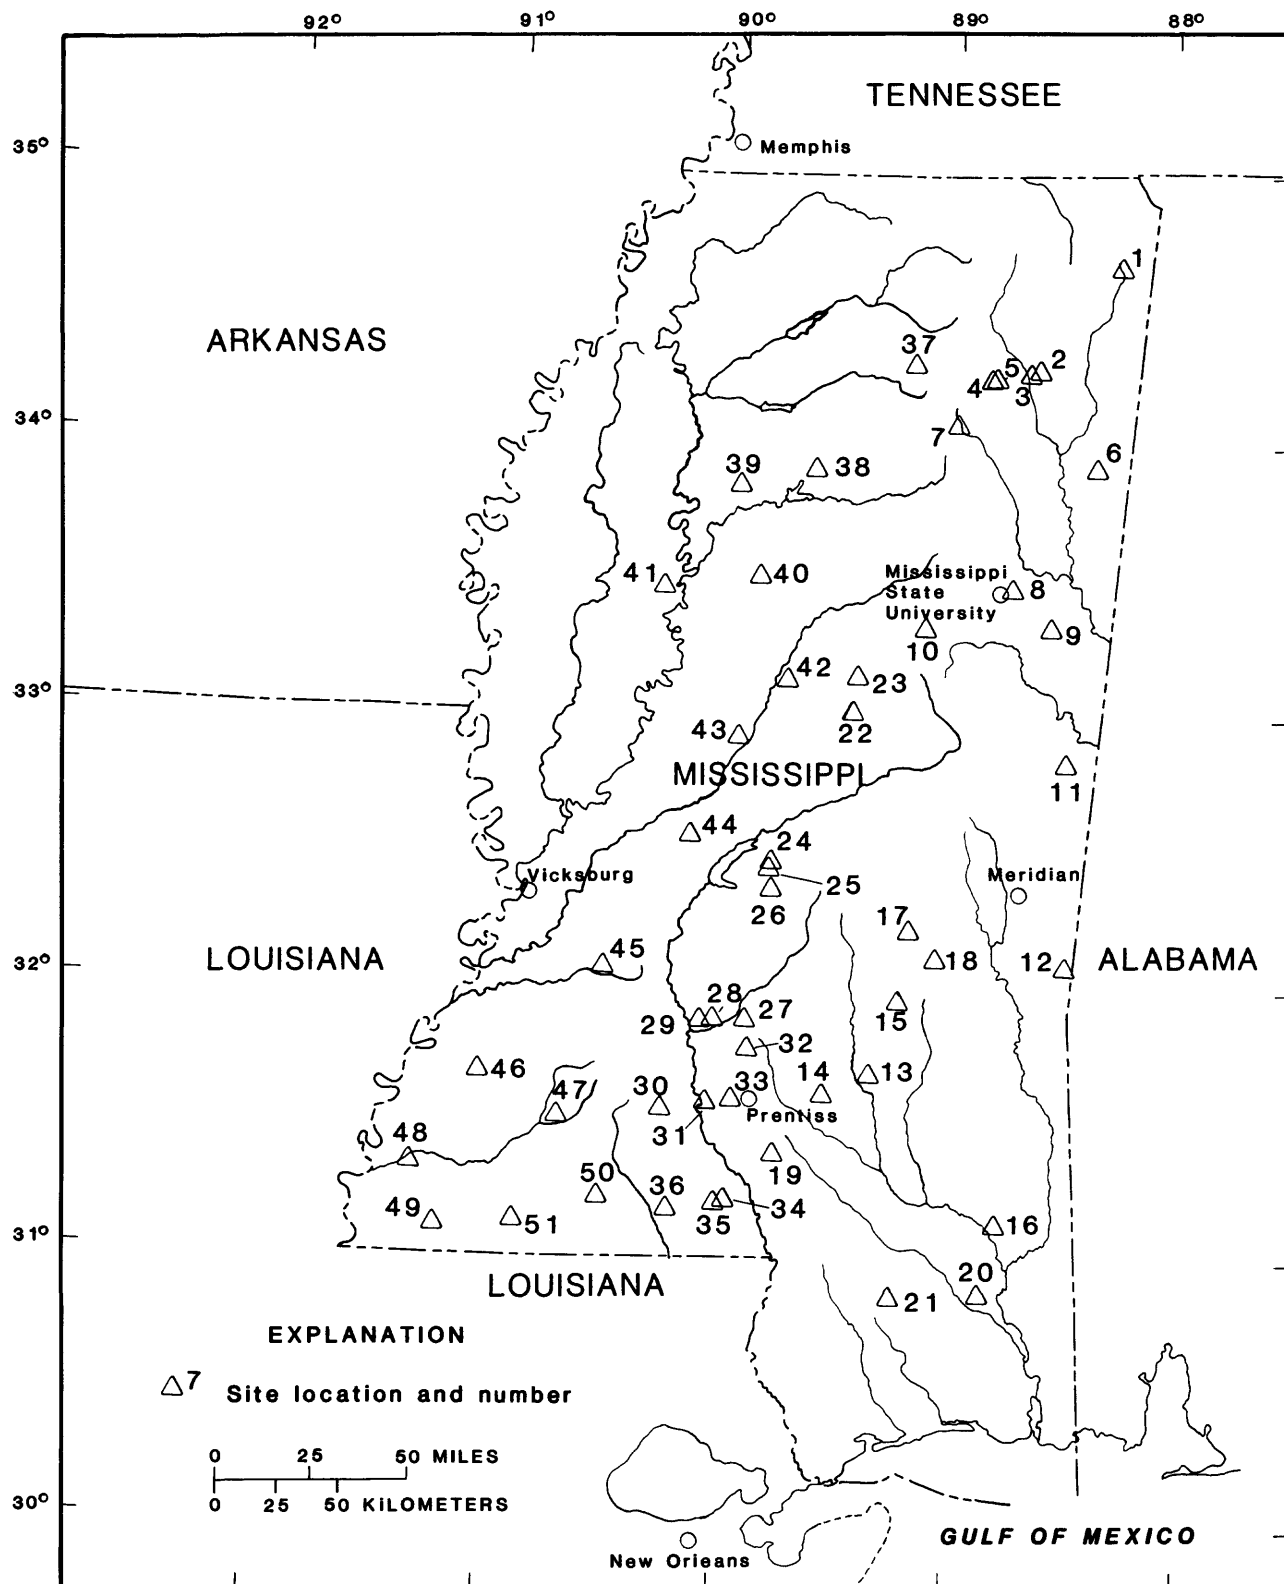 92° 91° 90° 89° 88°
TENNESSEE
35°
Memphis
1
ARKANSAS
37
5 2
4 3
34°
7
6
39 38
41 40
Mississippi
State
University
8
9
10
42 23
33°
43 22
MISSISSIPPI
11
44 24
Vicksburg
Meridian
25
26
17
LOUISIANA
45
18
12
ALABAMA
32°
28 27
29
15
32
46
47 30 33 14 13
Prentiss
31
48
19
50 36
49 51 35 34
16
31°
LOUISIANA
20
21
EXPLANATION
7
Site location and number
0 25 50 MILES
0 25 50 KILOMETERS
30°
GULF OF MEXICO
New Orleans